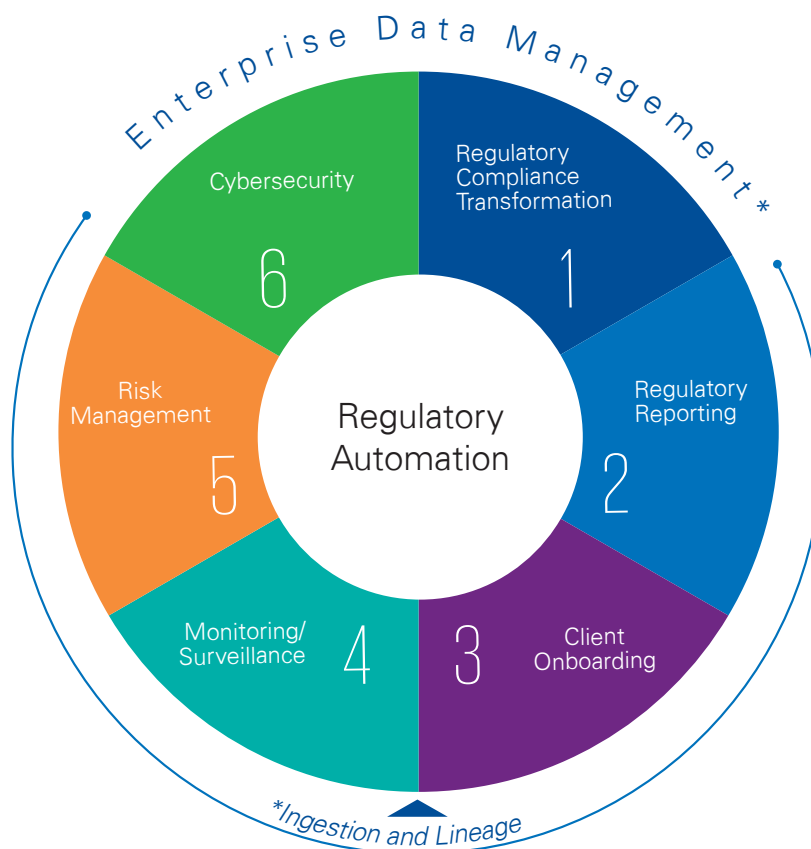 Enterprise Data Management*
Regulatory
Compliance
Transformation
1
Regulatory
Reporting
2
Client
Onboarding
3
Monitoring/
Surveillance
4
Risk
Management
5
Cybersecurity
6
Regulatory
Automation
*Ingestion and Lineage